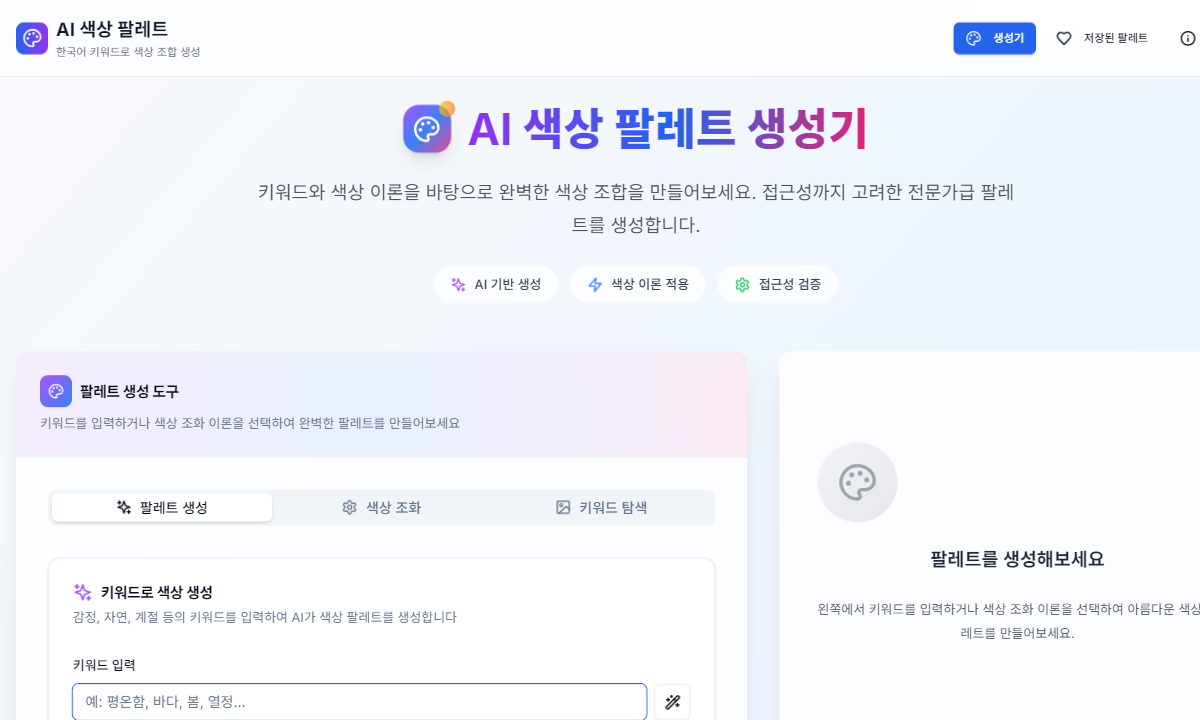 AI 색상 팔레트
한국어 키워드로 색상 조합 생성
생성기
저장된 팔레트
AI 색상 팔레트 생성기
키워드와 색상 이론을 바탕으로 완벽한 색상 조합을 만들어보세요. 접근성까지 고려한 전문가급 팔레
트를 생성합니다.
AI 기반 생성
색상 이론 적용
접근성 검증
팔레트 생성 도구
키워드를 입력하거나 색상 조화 이론을 선택하여 완벽한 팔레트를 만들어보세요
팔레트 생성
색상 조화
키워드 탐색
키워드로 색상 생성
감정, 자연, 계절 등의 키워드를 입력하여 AI가 색상 팔레트를 생성합니다
키워드 입력
예: 평온함, 바다, 봄, 열정...
팔레트를 생성해보세요
왼쪽에서 키워드를 입력하거나 색상 조화 이론을 선택하여 아름다운 색상
레트를 만들어보세요.